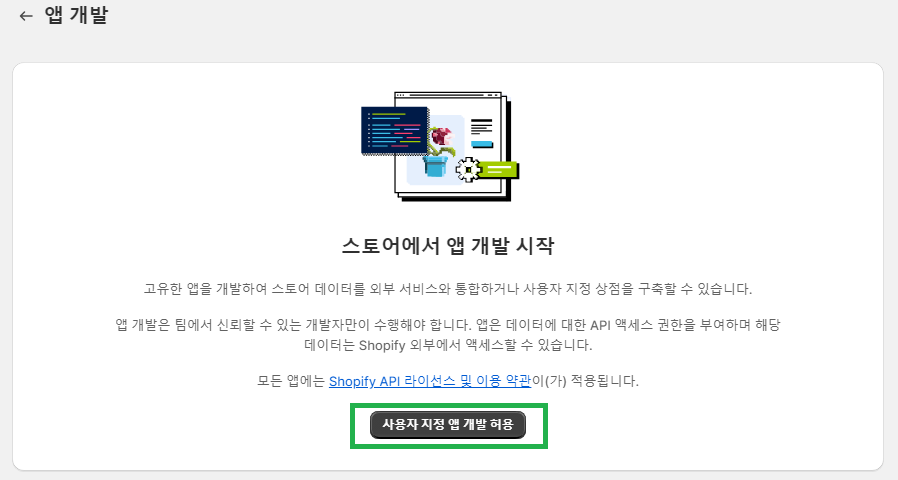 ← 앱 개발
스토어에서 앱 개발 시작
고유한 앱을 개발하여 스토어 데이터를 외부 서비스와 통합하거나 사용자 지정 상점을 구축할 수 있습니다.
앱 개발은 팀에서 신뢰할 수 있는 개발자만이 수행해야 합니다. 앱은 데이터에 대한 API 액세스 권한을 부여하며 해당
데이터는 Shopify 외부에서 액세스할 수 있습니다.
모든 앱에는 Shopify API 라이선스 및 이용 약관이(가) 적용됩니다.
사용자 지정 앱 개발 허용